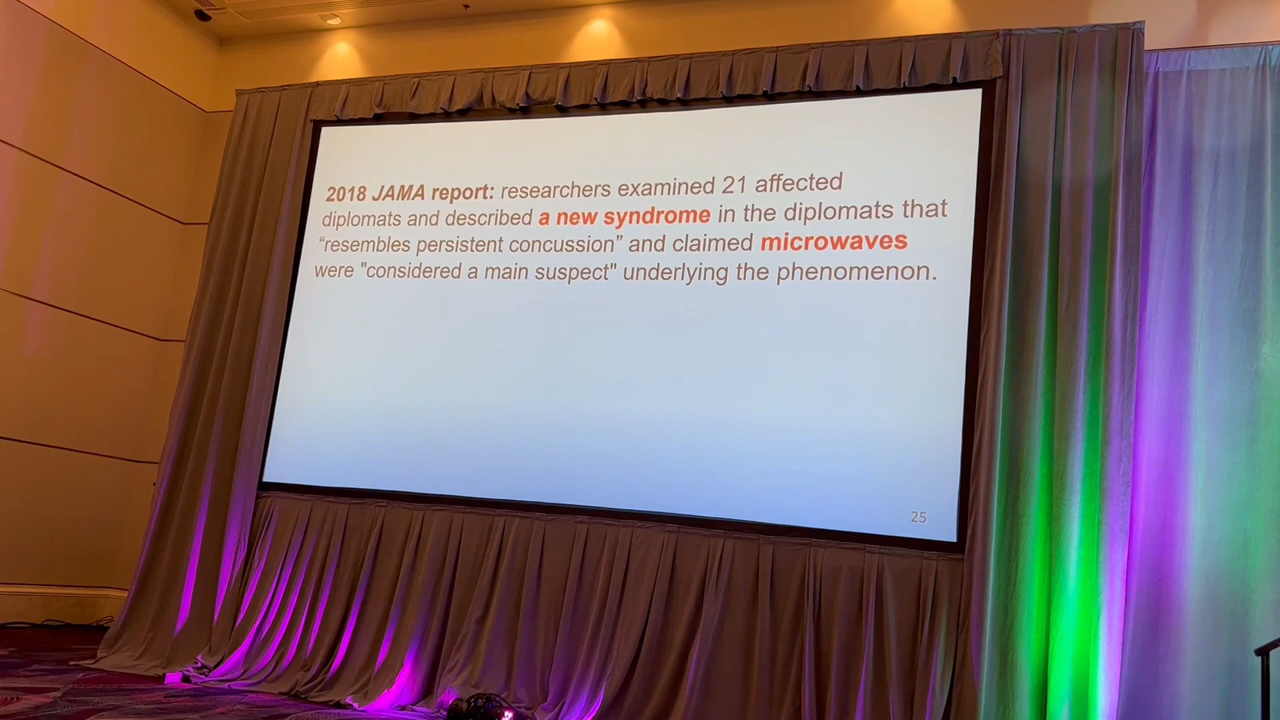 2018 JAMA report: researchers examined 21 affected
diplomats and described a new syndrome in the diplomats that
“resembles persistent concussion” and claimed microwaves
were "considered a main suspect" underlying the phenomenon.
25